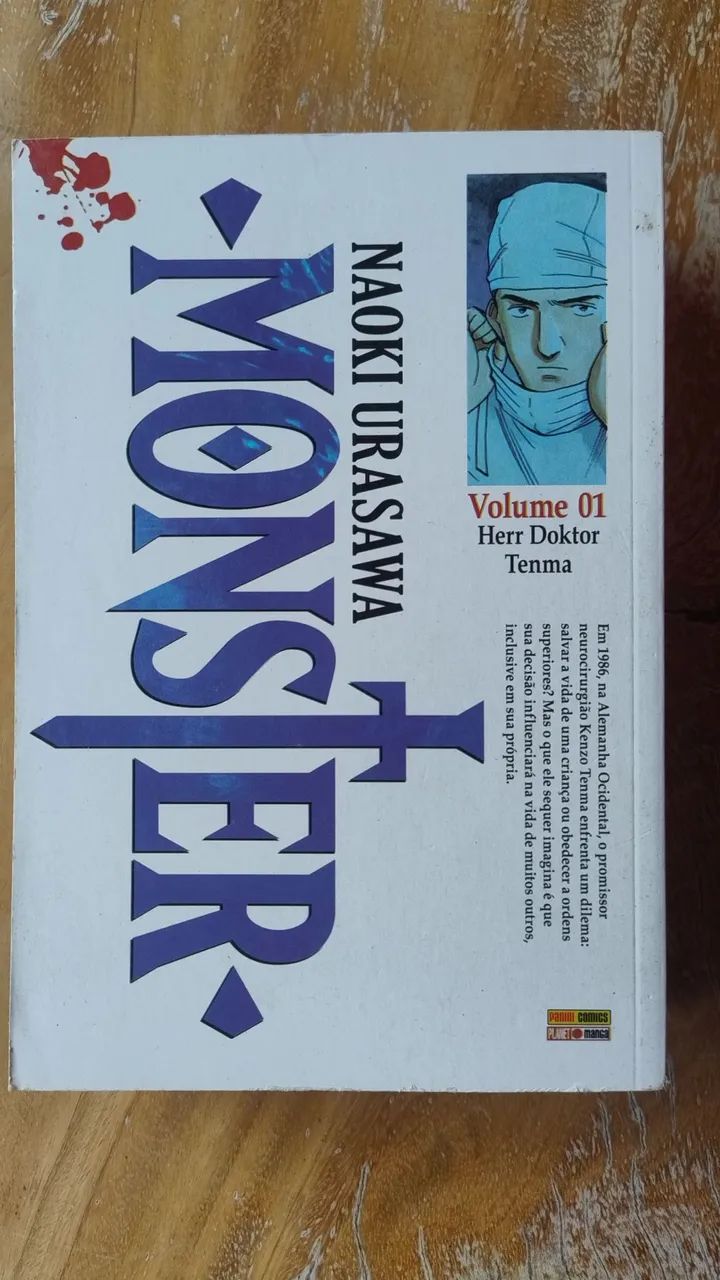 NAOKI URASAWA
MONSTER
Volume 01
Herr Doktor
Tenma
Em 1986, na Alemanha Ocidental, o promissor
neurocirurgião Kenzo Tenma enfrenta um dilema:
salvar a vida de uma criança ou obedecer a ordens
superiores? Mas o que ele sequer imagina é que
sua decisão influenciará na vida de muitos outros,
inclusive em sua própria.
PANINI COMICS
PLANET manga